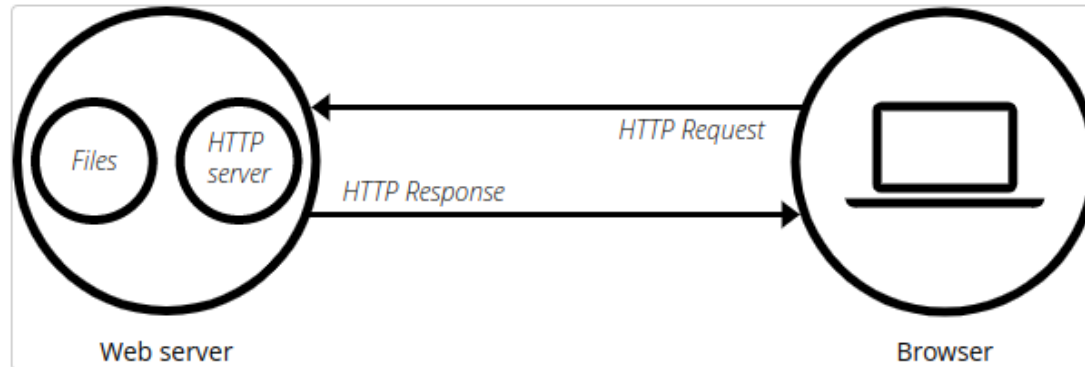 Files
HTTP
server
HTTP Request
HTTP Response
Web server
Browser